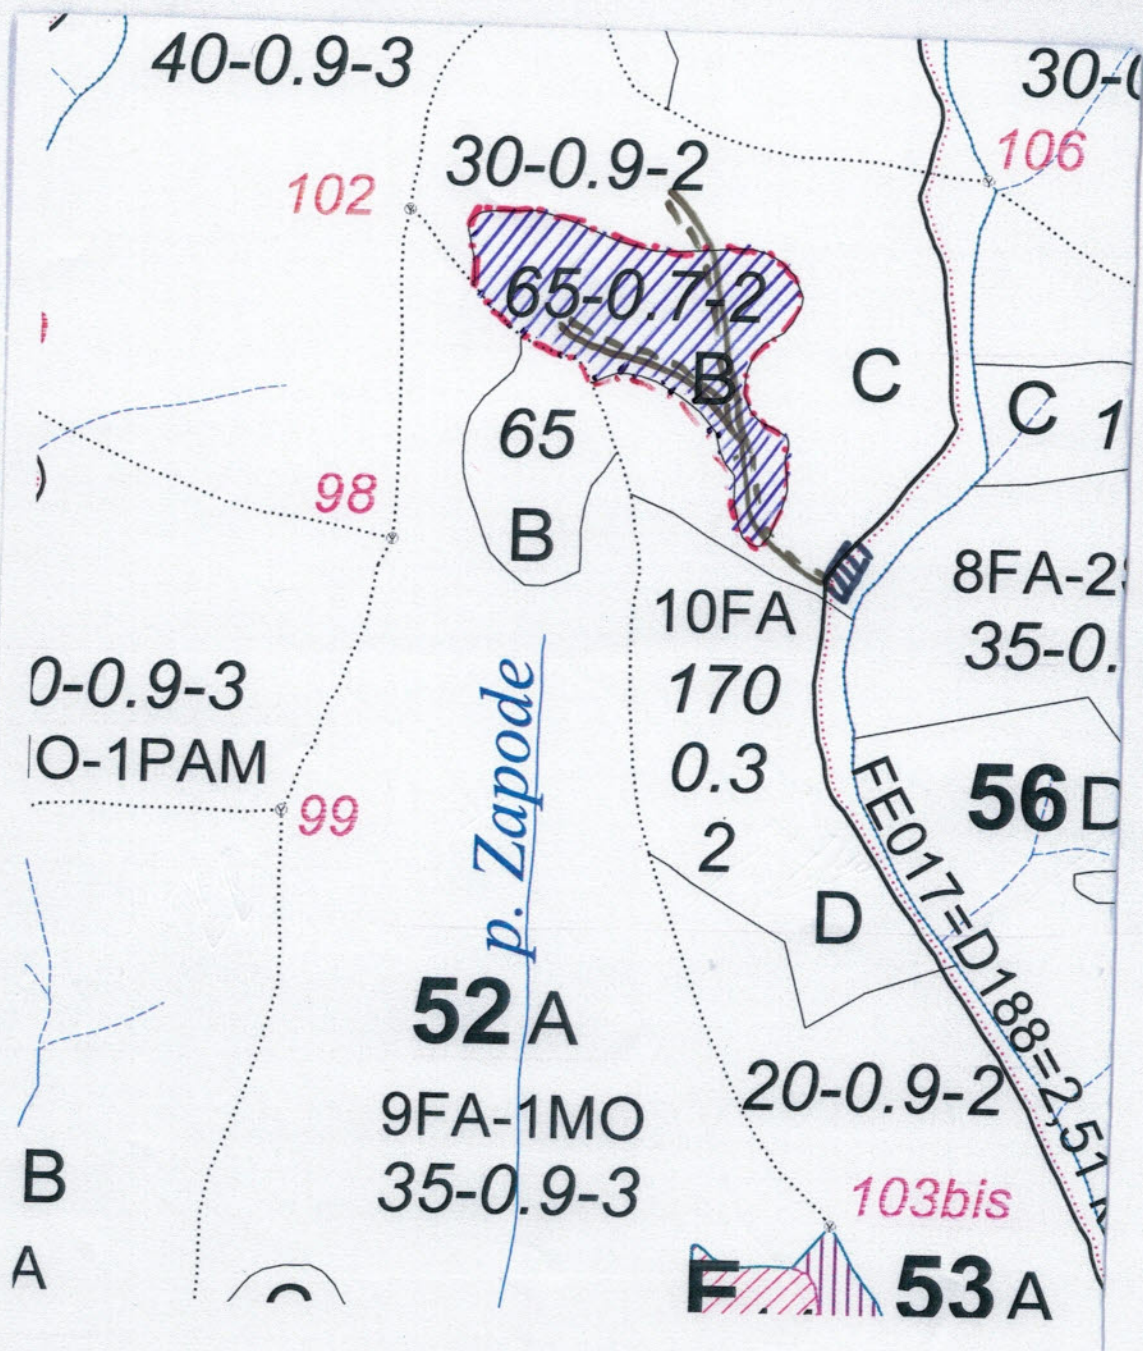 40-0.9-3
30-0
106
30-0.9-2
102
65-0.7-2
B
C
C 1
65
98
B
8FA-2
10FA
35-0.
170
0-0.9-3
0.3
O-1PAM
56 D
99
2
p. Zapode
FE017=D188=2,51
D
52 A
20-0.9-2
9FA-1MO
35-0.9-3
B
103bis
A
53 A